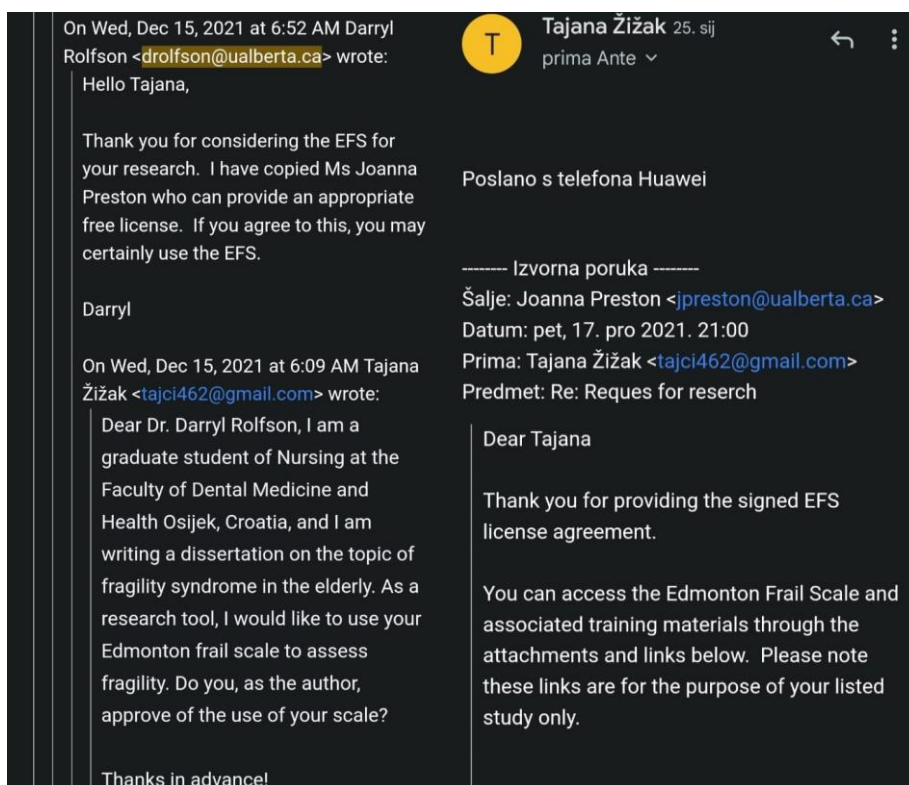 On Wed, Dec 15, 2021 at 6:52 AM Darryl
Rolfson <drolfson@ualberta.ca> wrote:
Hello Tajana,
Thank you for considering the EFS for
your research.  I have copied Ms Joanna
Preston who can provide an appropriate
free license.  If you agree to this, you may
certainly use the EFS.
Darryl
On Wed, Dec 15, 2021 at 6:09 AM Tajana
Žižak <tajci462@gmail.com> wrote:
Dear Dr. Darryl Rolfson, I am a
graduate student of Nursing at the
Faculty of Dental Medicine and
Health Osijek, Croatia, and I am
writing a dissertation on the topic of
fragility syndrome in the elderly. As a
research tool, I would like to use your
Edmonton frail scale to assess
fragility. Do you, as the author,
approve of the use of your scale?
Thanks in advance!
T
Tajana Žižak 25. sij
prima Ante
Poslano s telefona Huawei
-------- Izvorna poruka --------
Šalje: Joanna Preston <jpreston@ualberta.ca>
Datum: pet, 17. pro 2021. 21:00
Prima: Tajana Žižak <tajci462@gmail.com>
Predmet: Re: Reques for reserch
Dear Tajana
Thank you for providing the signed EFS
license agreement.
You can access the Edmonton Frail Scale and
associated training materials through the
attachments and links below.  Please note
these links are for the purpose of your listed
study only.